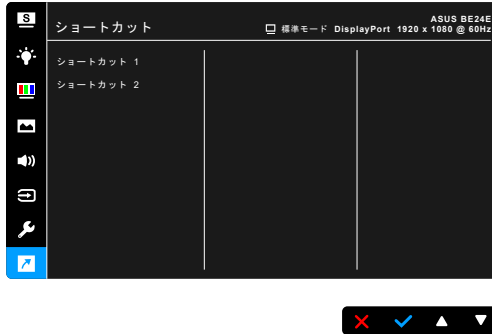 S
ショートカット
ASUS BE24E
標準モード DisplayPort 1920 x 1080 @ 60Hz
ショートカット 1
ショートカット 2